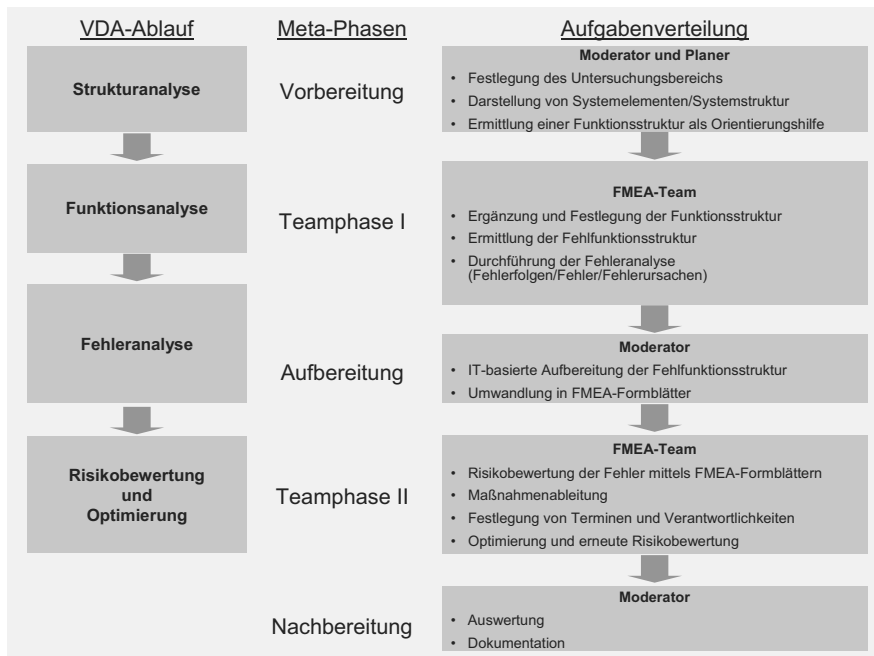 VDA-Ablauf
Meta-Phasen
Aufgabenverteilung
Strukturanalyse
Vorbereitung
Moderator und Planer
• Festlegung des Untersuchungsbereichs
• Darstellung von Systemelementen/Systemstruktur
• Ermittlung einer Funktionsstruktur als Orientierungshilfe
Funktionsanalyse
Teamphase I
FMEA-Team
• Ergänzung und Festlegung der Funktionsstruktur
• Ermittlung der Fehlfunktionsstruktur
• Durchführung der Fehleranalyse
(Fehlerfolgen/Fehler/Fehlerursachen)
Fehleranalyse
Aufbereitung
Moderator
• IT-basierte Aufbereitung der Fehlfunktionsstruktur
• Umwandlung in FMEA-Formblätter
Risikobewertung
und
Optimierung
Teamphase II
FMEA-Team
• Risikobewertung der Fehler mittels FMEA-Formblättern
• Maßnahmenableitung
• Festlegung von Terminen und Verantwortlichkeiten
• Optimierung und erneute Risikobewertung
Nachbereitung
Moderator
• Auswertung
• Dokumentation